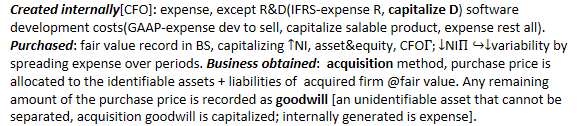 Created internally[CFO]: expense, except R&D(IFRS-expense R, capitalize D) software
development costs(GAAP-expense dev to sell, capitalize salable product, expense rest all).
Purchased: fair value record in BS, capitalizing ↑NI, asset&equity, CFOΓ; ↓NIΠ ↪↓variability by
spreading expense over periods. Business obtained: acquisition method, purchase price is
allocated to the identifiable assets + liabilities of acquired firm @fair value. Any remaining
amount of the purchase price is recorded as goodwill [an unidentifiable asset that cannot be
separated, acquisition goodwill is capitalized; internally generated is expense].